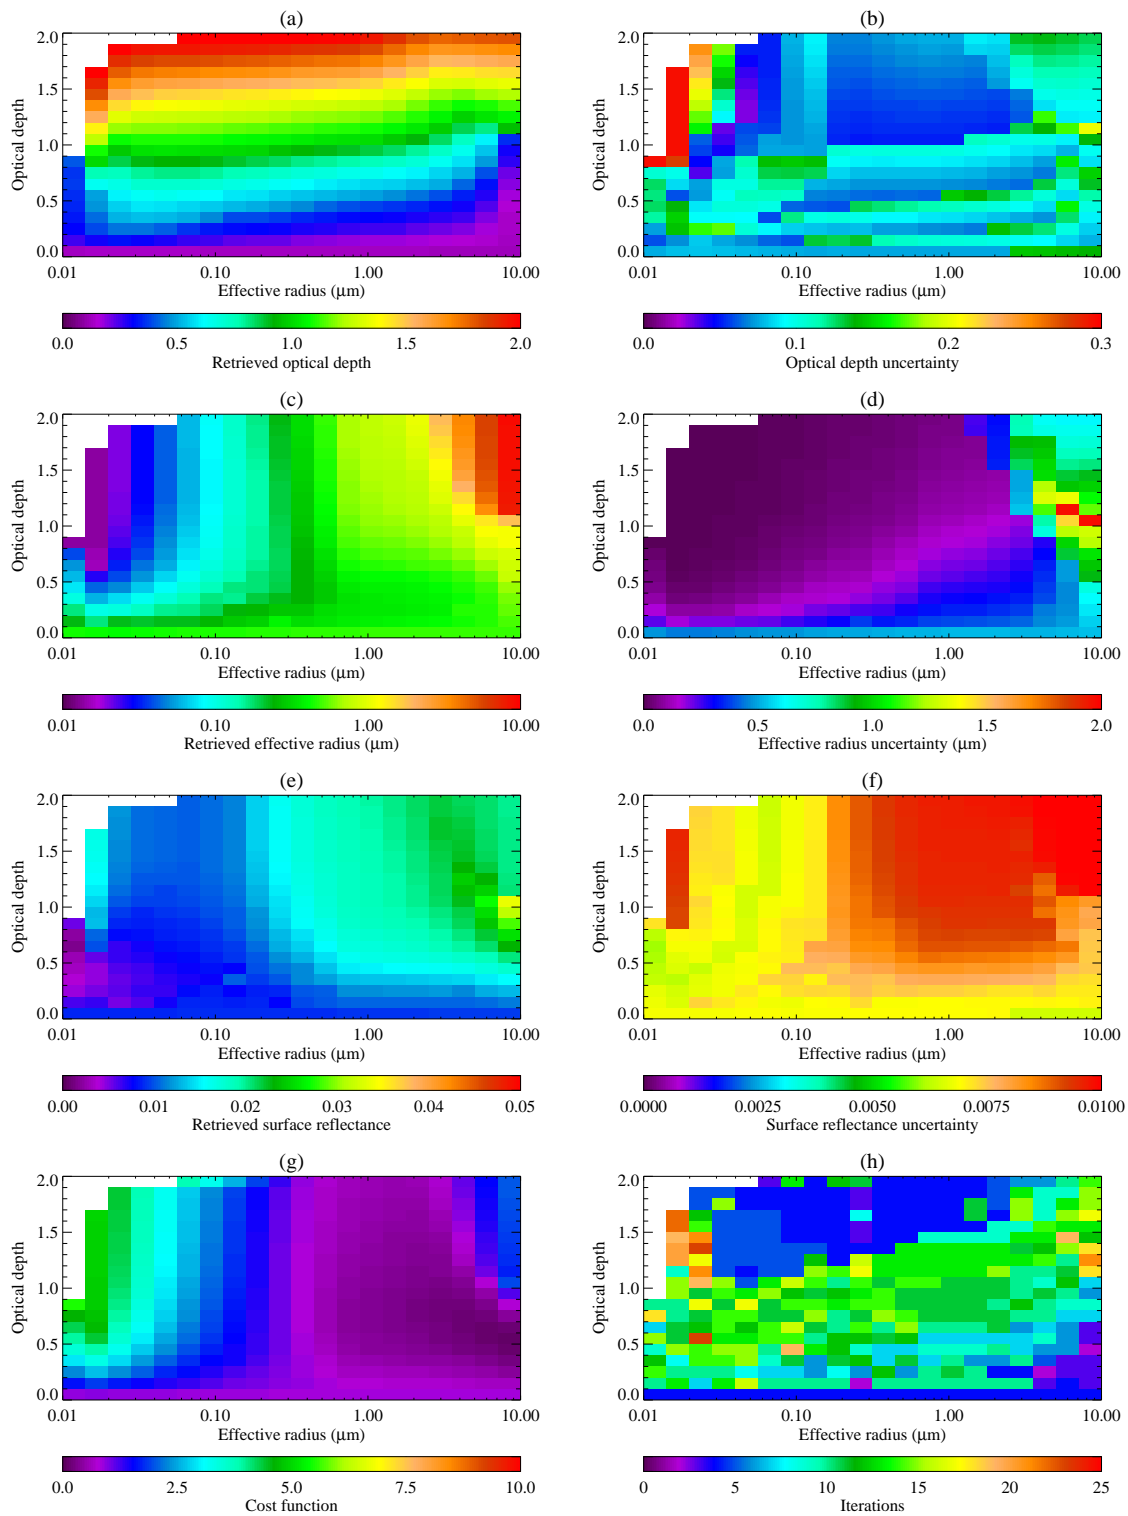 (a)
2.0
1.5
1.0
0.5
0.0
Optical depth
0.01 0.10 1.00 10.00
Effective radius (μm)
0.0 0.5 1.0 1.5 2.0
Retrieved optical depth
(b)
2.0
1.5
1.0
0.5
0.0
Optical depth
0.01 0.10 1.00 10.00
Effective radius (μm)
0.0 0.1 0.2 0.3
Optical depth uncertainty
(c)
2.0
1.5
1.0
0.5
0.0
Optical depth
0.01 0.10 1.00 10.00
Effective radius (μm)
0.01 0.10 1.00 10.00
Retrieved effective radius (μm)
(d)
2.0
1.5
1.0
0.5
0.0
Optical depth
0.01 0.10 1.00 10.00
Effective radius (μm)
0.0 0.5 1.0 1.5 2.0
Effective radius uncertainty (μm)
(e)
2.0
1.5
1.0
0.5
0.0
Optical depth
0.01 0.10 1.00 10.00
Effective radius (μm)
0.00 0.01 0.02 0.03 0.04 0.05
Retrieved surface reflectance
(f)
2.0
1.5
1.0
0.5
0.0
Optical depth
0.01 0.10 1.00 10.00
Effective radius (μm)
0.0000 0.0025 0.0050 0.0075 0.0100
Surface reflectance uncertainty
(g)
2.0
1.5
1.0
0.5
0.0
Optical depth
0.01 0.10 1.00 10.00
Effective radius (μm)
0.0 2.5 5.0 7.5 10.0
Cost function
(h)
2.0
1.5
1.0
0.5
0.0
Optical depth
0.01 0.10 1.00 10.00
Effective radius (μm)
0 5 10 15 20 25
Iterations